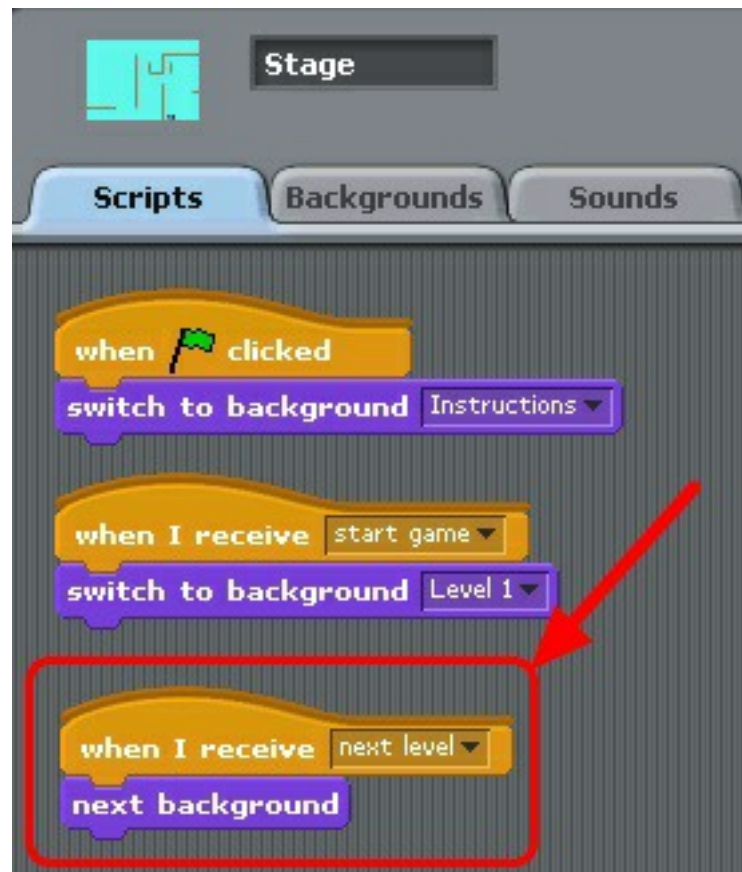 Stage
Scripts Backgrounds Sounds
when clicked
switch to background Instructions
when I receive start game
switch to background Level 1
when I receive next level
next background